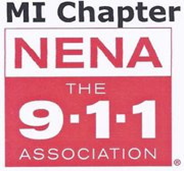 MI Chapter
NENA
THE
9·1·1
ASSOCIATION
®